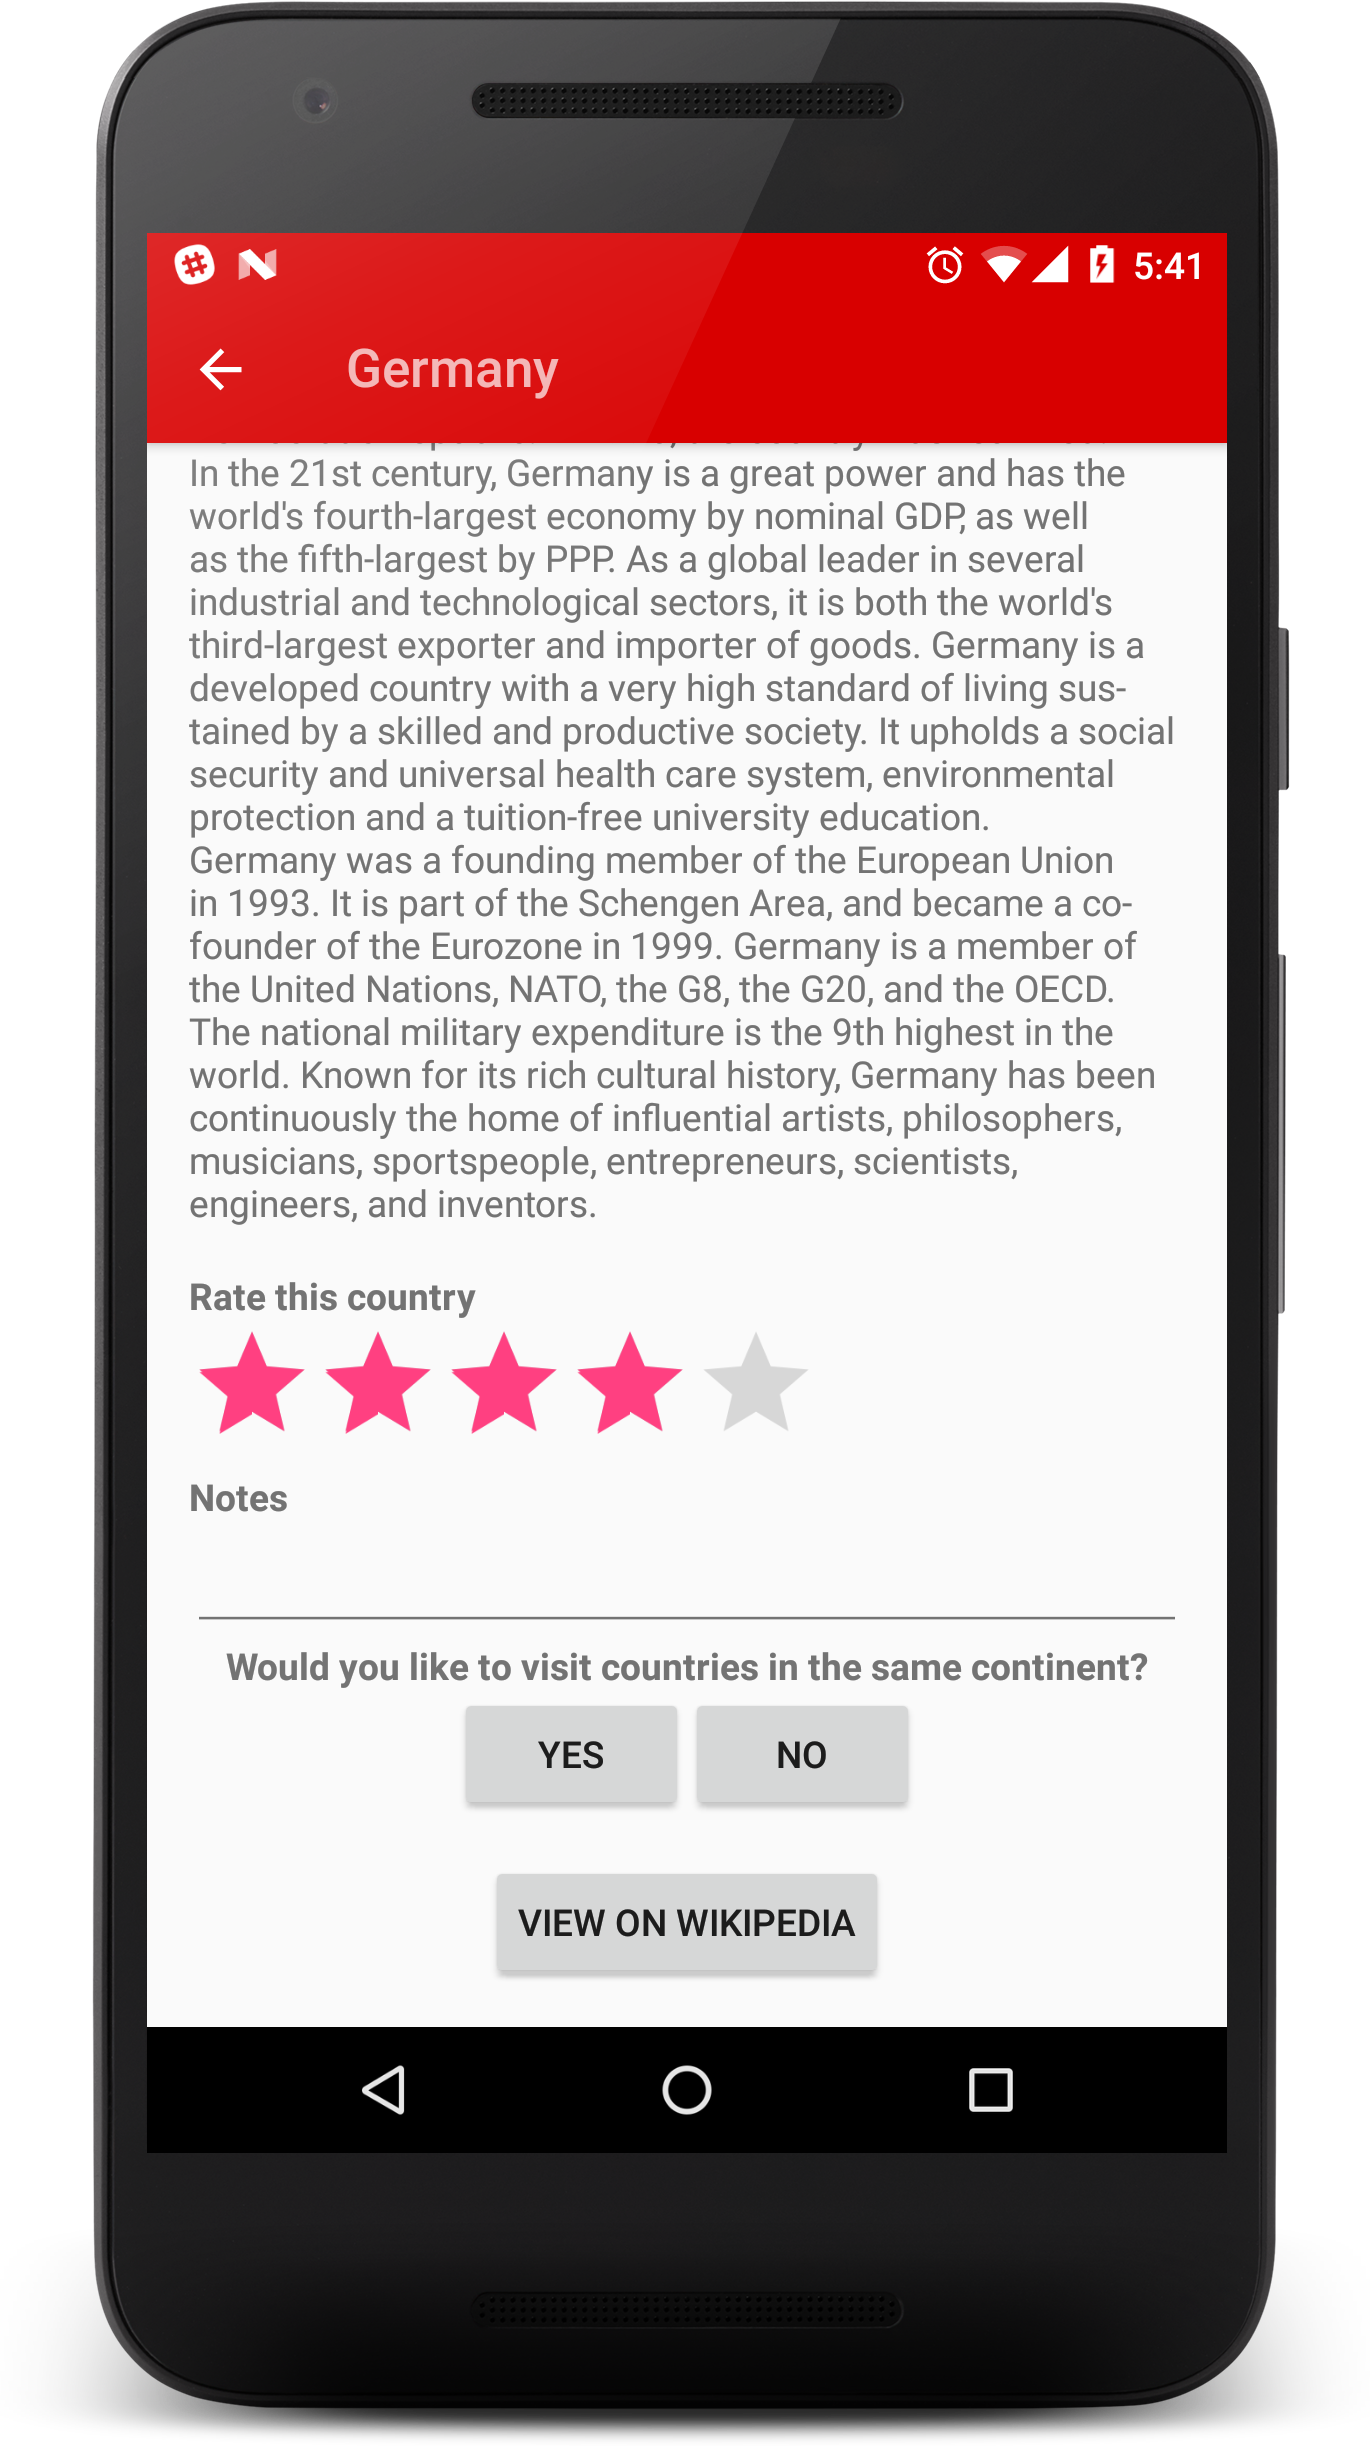 5:41
Germany
In the 21st century, Germany is a great power and has the
world's fourth-largest economy by nominal GDP, as well
as the fifth-largest by PPP. As a global leader in several
industrial and technological sectors, it is both the world's
third-largest exporter and importer of goods. Germany is a
developed country with a very high standard of living sus-
tained by a skilled and productive society. It upholds a social
security and universal health care system, environmental
protection and a tuition-free university education.
Germany was a founding member of the European Union
in 1993. It is part of the Schengen Area, and became a co-
founder of the Eurozone in 1999. Germany is a member of
the United Nations, NATO, the G8, the G20, and the OECD.
The national military expenditure is the 9th highest in the
world. Known for its rich cultural history, Germany has been
continuously the home of influential artists, philosophers,
musicians, sportspeople, entrepreneurs, scientists,
engineers, and inventors.
Rate this country
Notes
Would you like to visit countries in the same continent?
YES NO
VIEW ON WIKIPEDIA